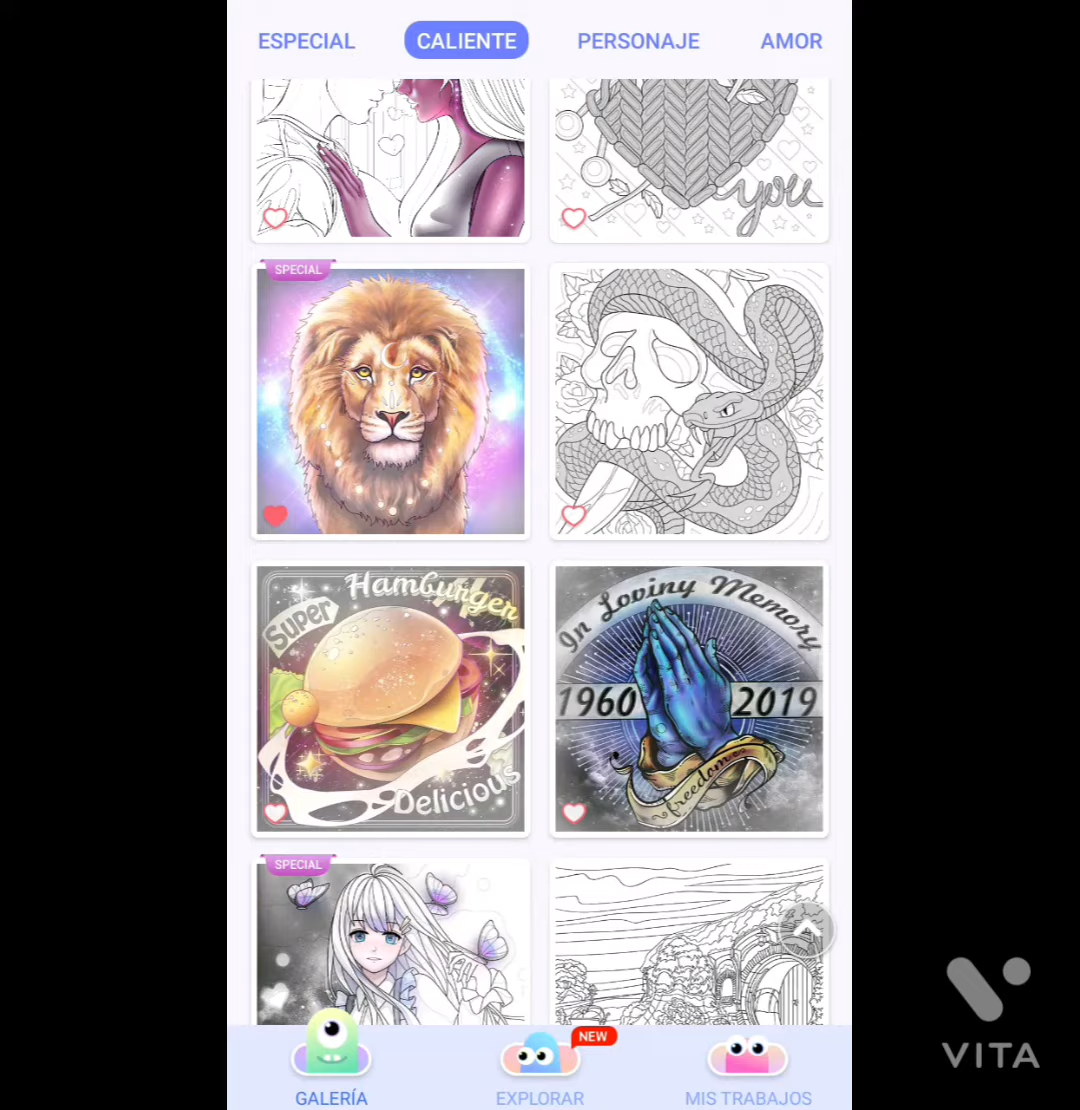 ESPECIAL CALIENTE PERSONAJE AMOR
you
SPECIAL
Super
Hamburger
Delicious
In Loving Memory
1960 2019
freedom
SPECIAL
NEW
GALERÍA EXPLORAR MIS TRABAJOS
VITA